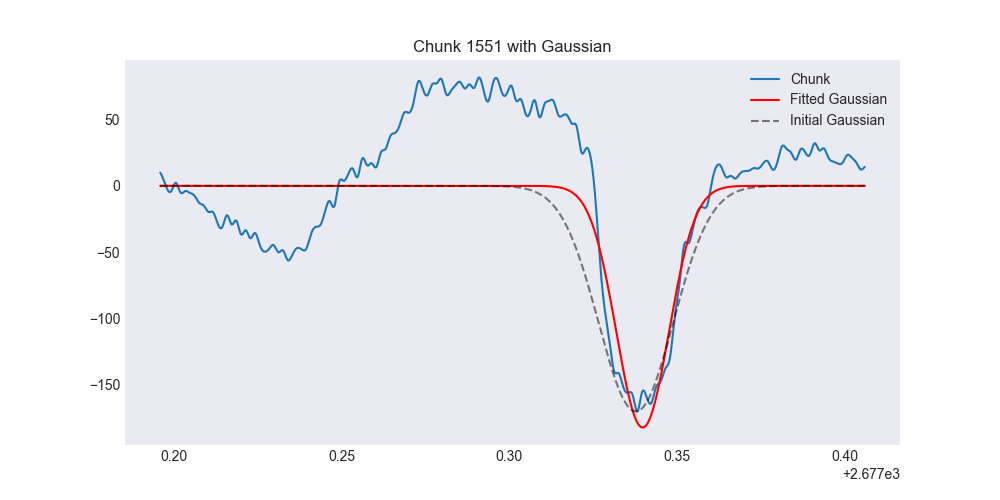 Chunk 1551 with Gaussian
Chunk
Fitted Gaussian
Initial Gaussian
50
0
−50
−100
−150
0.20
0.25
0.30
0.35
0.40
+2.677e3